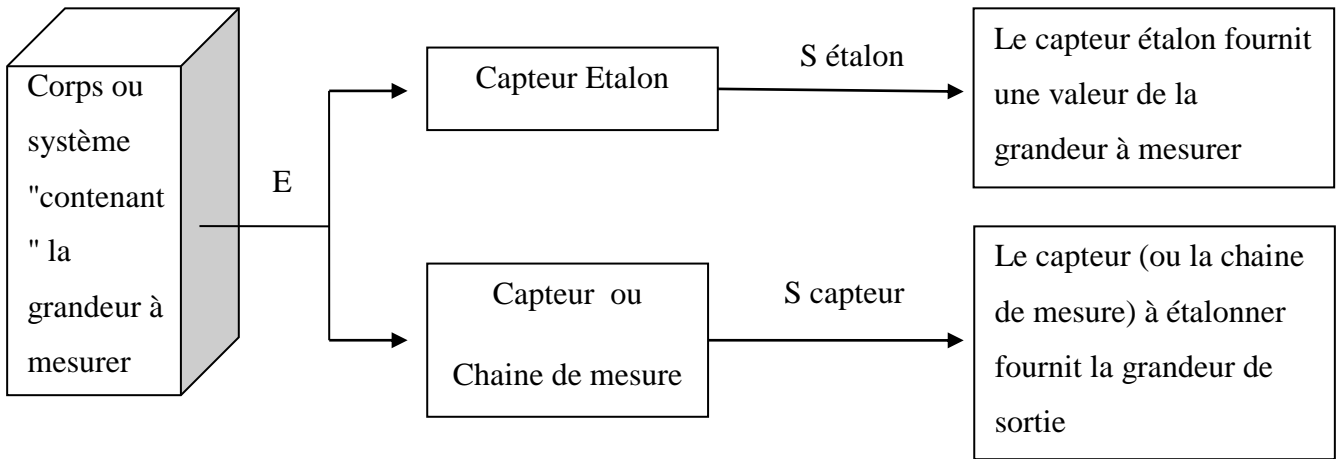 Corps ou
système
"contenant
" la
grandeur à
mesurer
E
Capteur Etalon
S étalon
Le capteur étalon fournit
une valeur de la
grandeur à mesurer
Capteur ou
Chaine de mesure
S capteur
Le capteur (ou la chaine
de mesure) à étalonner
fournit la grandeur de
sortie